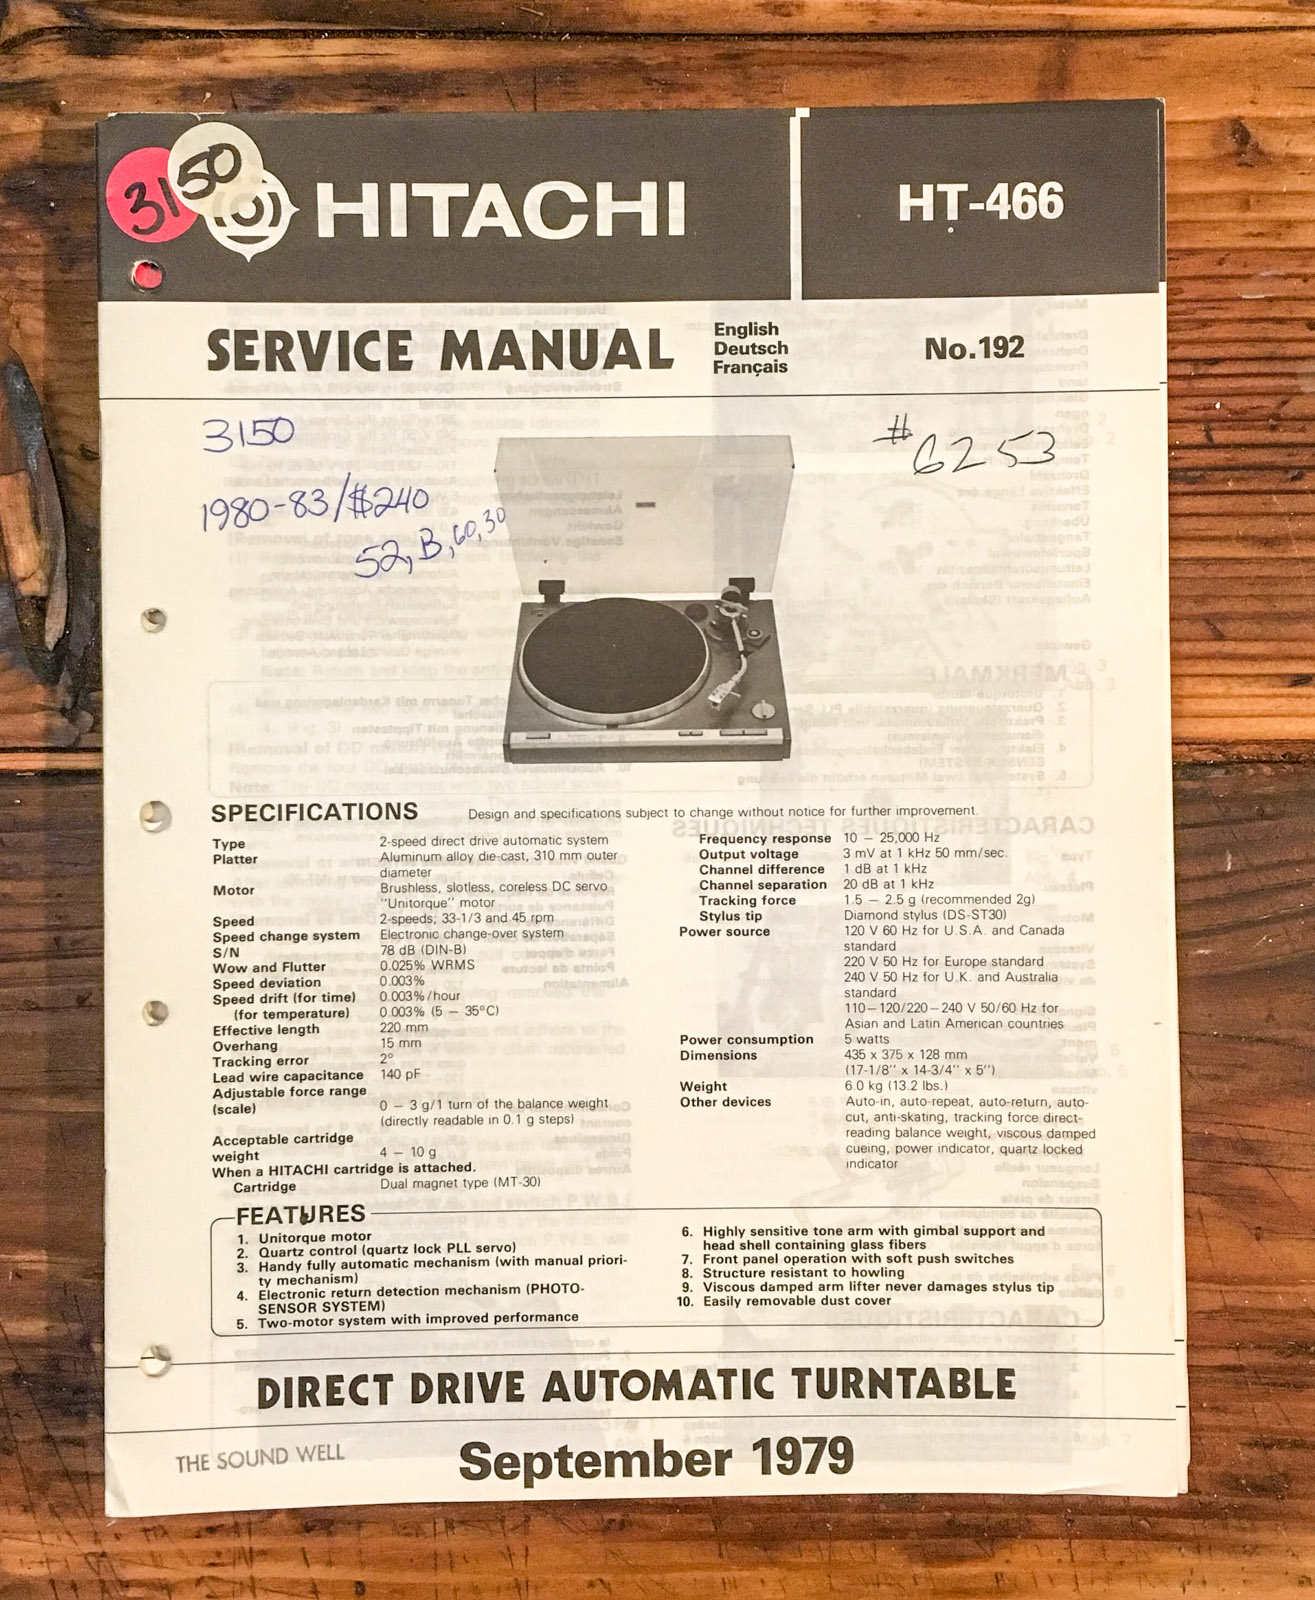 3150
HITACHI
HT-466
SERVICE MANUAL
English
Deutsch
Français
No.192
3150
1980-83/$240
52, B, 60, 30
#6253
SPECIFICATIONS
Design and specifications subject to change without notice for further improvement.
Type 2-speed direct drive automatic system
Platter Aluminum alloy die-cast, 310 mm outer
diameter
Motor Brushless, slotless, coreless DC servo
"Unitorque" motor
Speed 2-speeds; 33-1/3 and 45 rpm
Speed change system Electronic change-over system
S/N 78 dB (DIN-B)
Wow and Flutter 0.025% WRMS
Speed deviation 0.003%
Speed drift (for time) 0.003%/hour
(for temperature) 0.003% (5 – 35°C)
Effective length 220 mm
Overhang 15 mm
Tracking error 2°
Lead wire capacitance 140 pF
Adjustable force range
(scale) 0 – 3 g/1 turn of the balance weight
(directly readable in 0.1 g steps)
Acceptable cartridge
weight 4 – 10 g
When a HITACHI cartridge is attached.
Cartridge Dual magnet type (MT-30)
Frequency response 10 – 25,000 Hz
Output voltage 3 mV at 1 kHz 50 mm/sec.
Channel difference 1 dB at 1 kHz
Channel separation 20 dB at 1 kHz
Tracking force 1.5 – 2.5 g (recommended 2g)
Stylus tip Diamond stylus (DS-ST30)
Power source 120 V 60 Hz for U.S.A. and Canada
standard
220 V 50 Hz for Europe standard
240 V 50 Hz for U.K. and Australia
standard
110–120/220–240 V 50/60 Hz for
Asian and Latin American countries
Power consumption 5 watts
Dimensions 435 x 375 x 128 mm
(17-1/8" x 14-3/4" x 5")
Weight 6.0 kg (13.2 lbs.)
Other devices Auto-in, auto-repeat, auto-return, auto-
cut, anti-skating, tracking force direct-
reading balance weight, viscous damped
cueing, power indicator, quartz locked
indicator
FEATURES
1. Unitorque motor
2. Quartz control (quartz lock PLL servo)
3. Handy fully automatic mechanism (with manual priori-
ty mechanism)
4. Electronic return detection mechanism (PHOTO-
SENSOR SYSTEM)
5. Two-motor system with improved performance
6. Highly sensitive tone arm with gimbal support and
head shell containing glass fibers
7. Front panel operation with soft push switches
8. Structure resistant to howling
9. Viscous damped arm lifter never damages stylus tip
10. Easily removable dust cover
DIRECT DRIVE AUTOMATIC TURNTABLE
THE SOUND WELL
September 1979